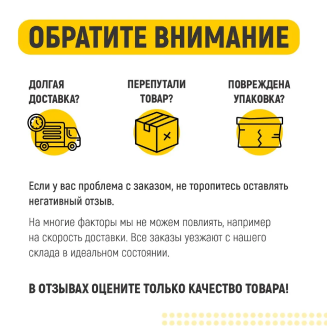 ОБРАТИТЕ ВНИМАНИЕ
ДОЛГАЯ
ДОСТАВКА?
ПЕРЕПУТАЛИ
ТОВАР?
ПОВРЕЖДЕНА
УПАКОВКА?
Если у вас проблема с заказом, не торопитесь оставлять
негативный отзыв.
На многие факторы мы не можем повлиять, например
на скорость доставки. Все заказы уезжают с нашего
склада в идеальном состоянии.
В ОТЗЫВАХ ОЦЕНИТЕ ТОЛЬКО КАЧЕСТВО ТОВАРА!